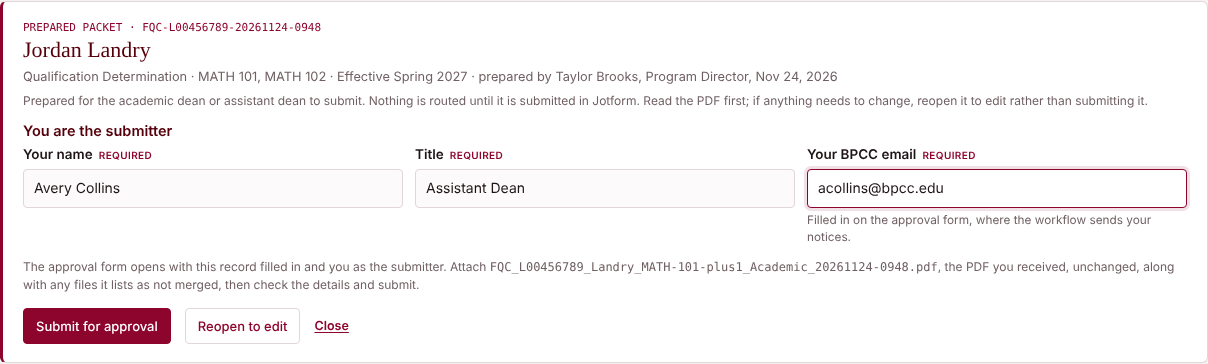 PREPARED PACKET · FQC-L00456789-20261124-0948
Jordan Landry
Qualification Determination · MATH 101, MATH 102 · Effective Spring 2027 · prepared by Taylor Brooks, Program Director, Nov 24, 2026
Prepared for the academic dean or assistant dean to submit. Nothing is routed until it is submitted in Jotform. Read the PDF first; if anything needs to change, reopen it to edit rather than submitting it.
You are the submitter
Your name REQUIRED
Title REQUIRED
Your BPCC email REQUIRED
Avery Collins
Assistant Dean
acollins@bpcc.edu
Filled in on the approval form, where the workflow sends your
notices.
The approval form opens with this record filled in and you as the submitter. Attach FQC_L00456789_Landry_MATH-101-plus1_Academic_20261124-0948.pdf, the PDF you received, unchanged, along
with any files it lists as not merged, then check the details and submit.
Submit for approval
Reopen to edit
Close